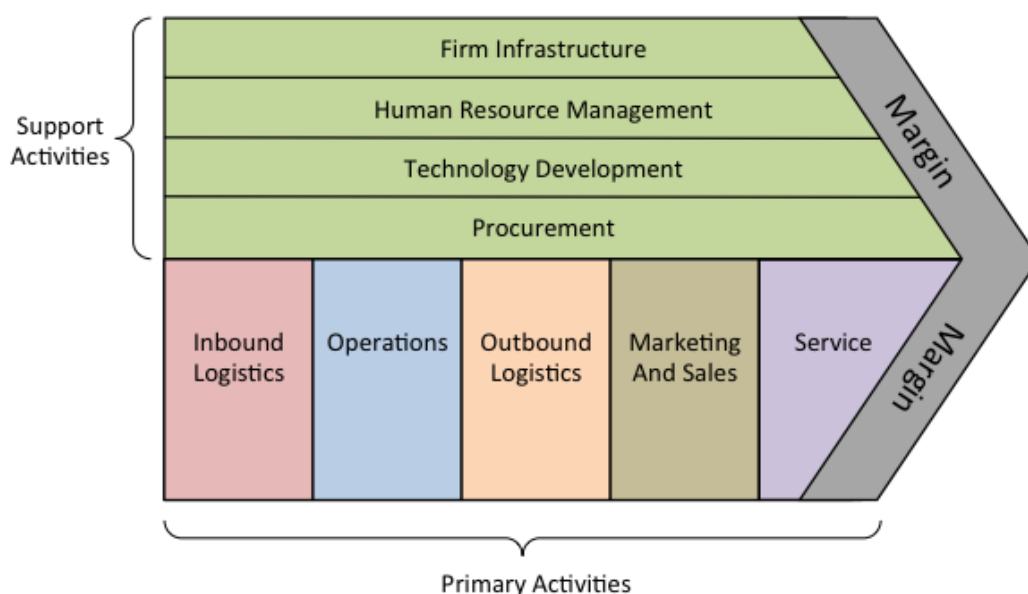 Support
Activities
Firm Infrastructure
Human Resource Management
Technology Development
Procurement
Margin
Inbound
Logistics
Operations
Outbound
Logistics
Marketing
And Sales
Service
Margin
Primary Activities